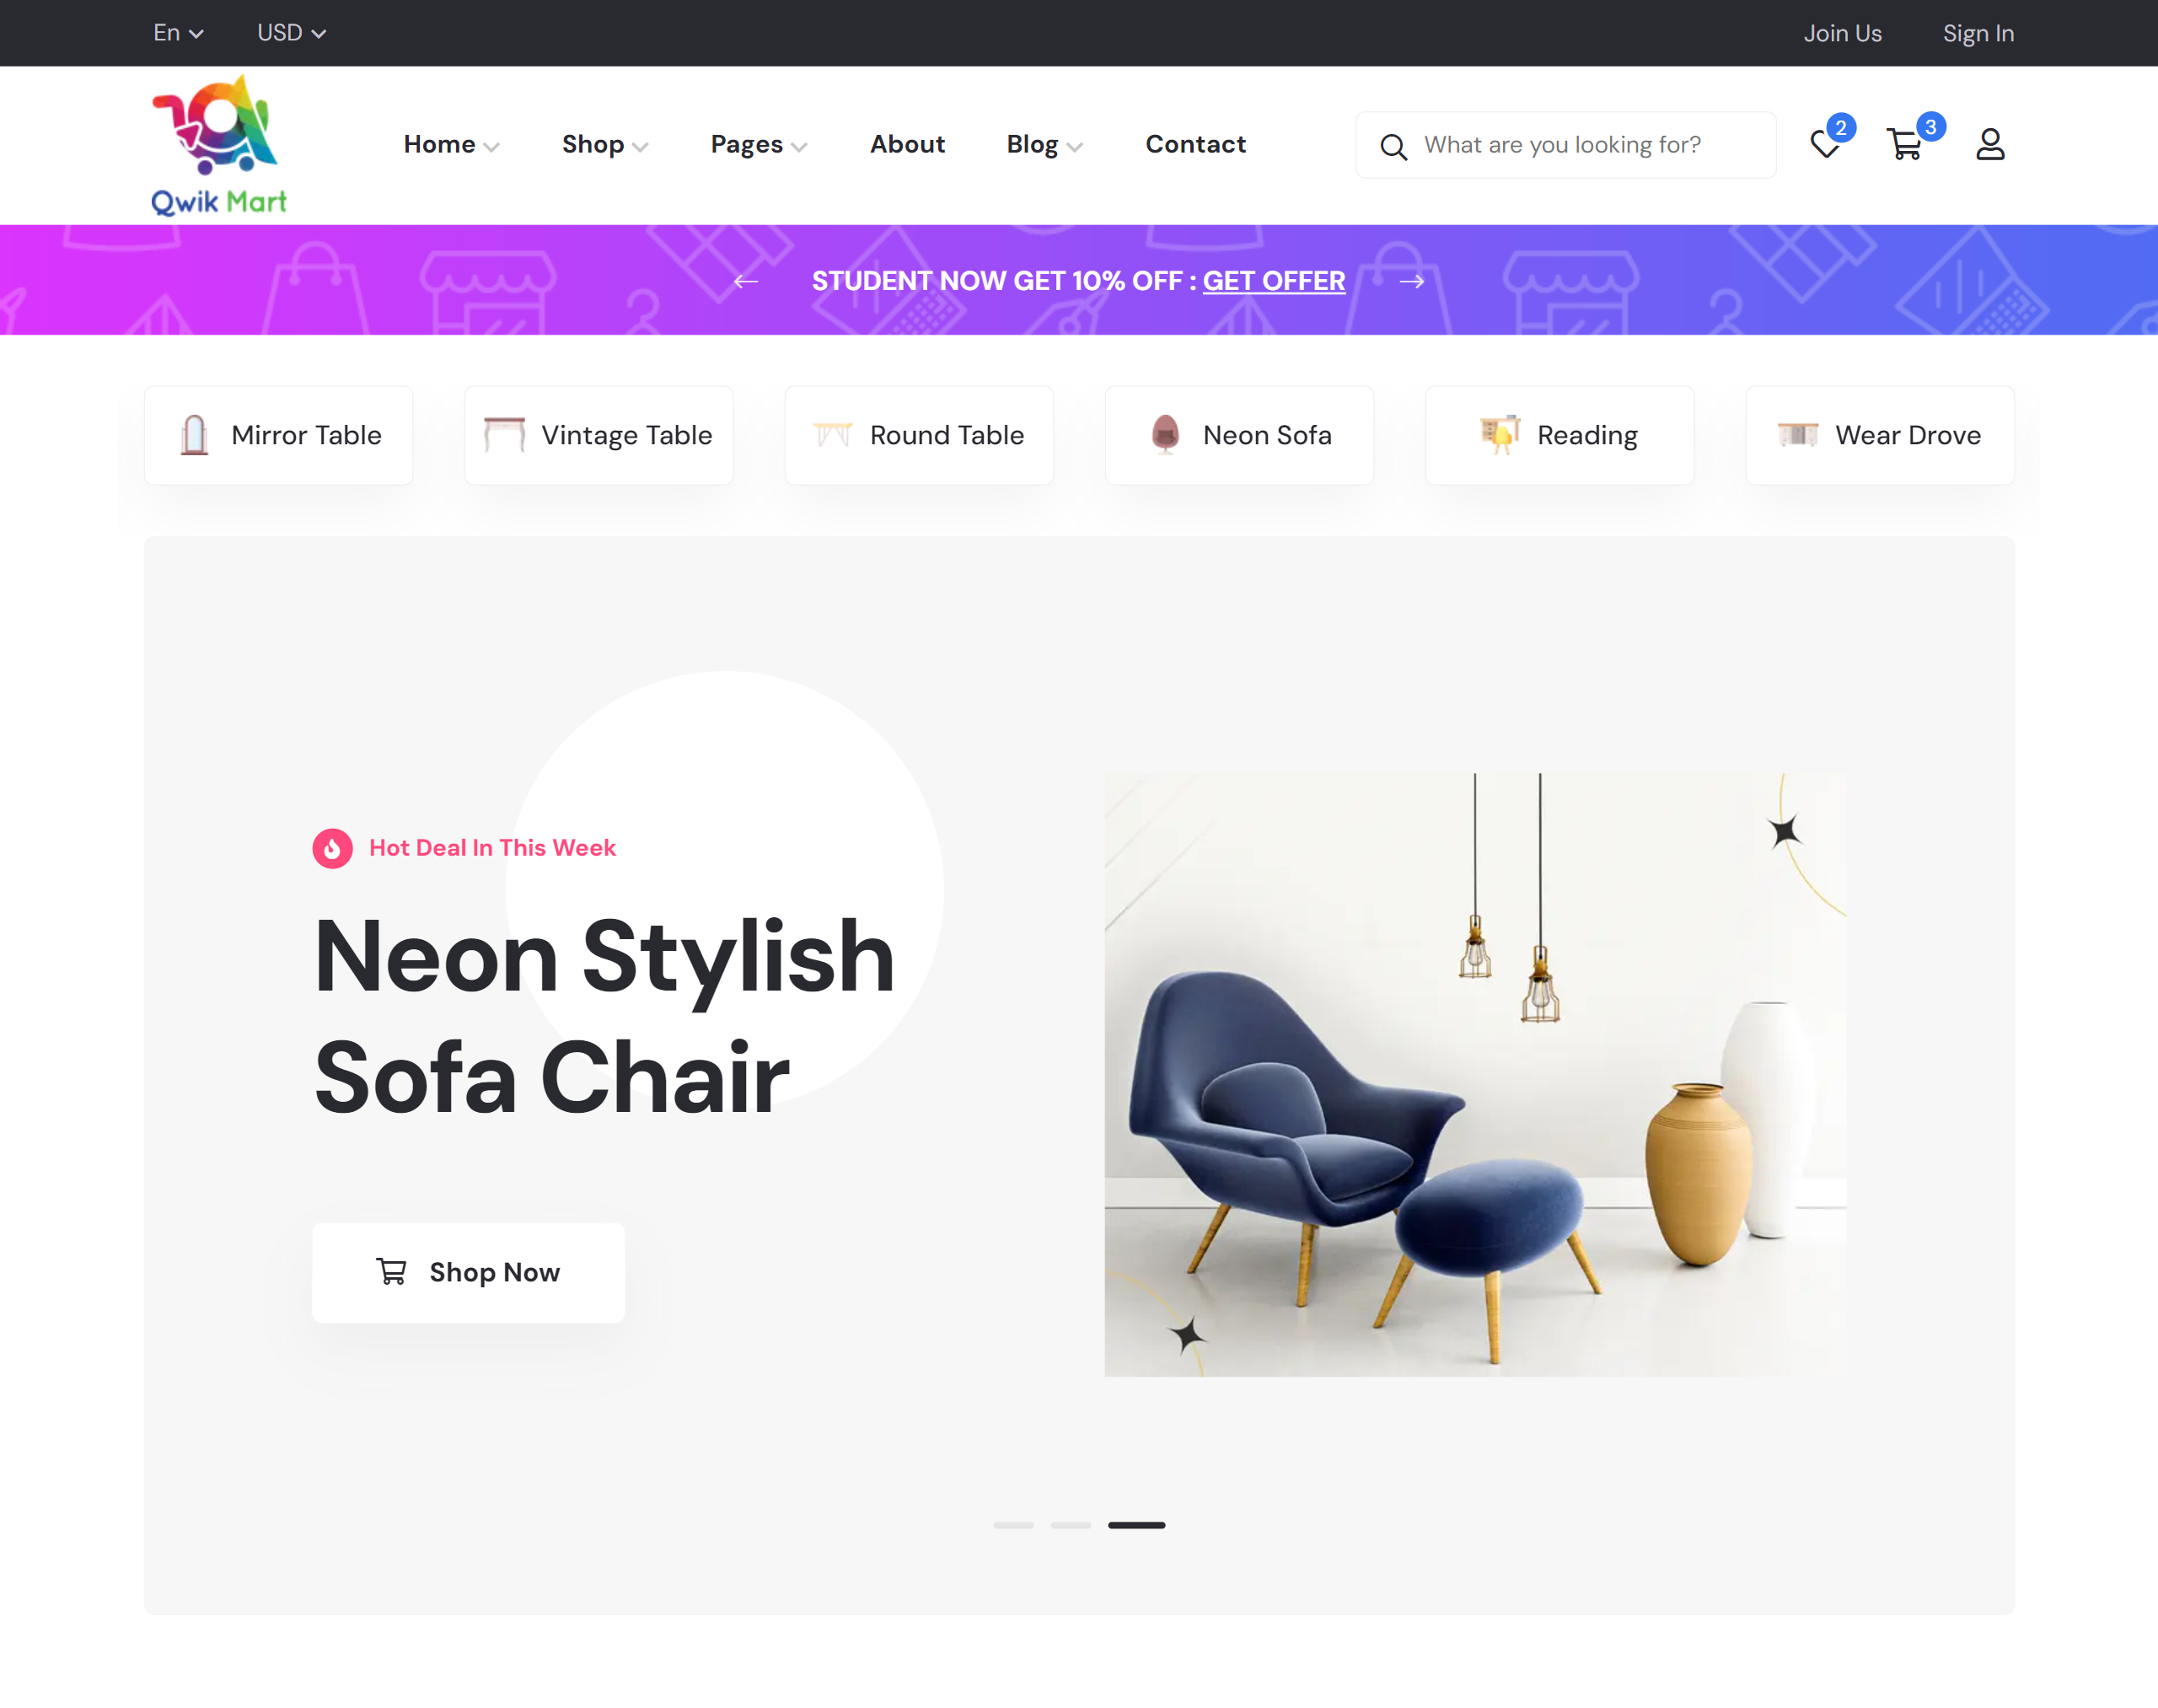 En USD Join Us Sign In
Qwik Mart
Home Shop Pages About Blog Contact What are you looking for? 2 3
STUDENT NOW GET 10% OFF : GET OFFER
Mirror Table Vintage Table Round Table Neon Sofa Reading Wear Drove
Hot Deal In This Week
Neon Stylish
Sofa Chair
Shop Now